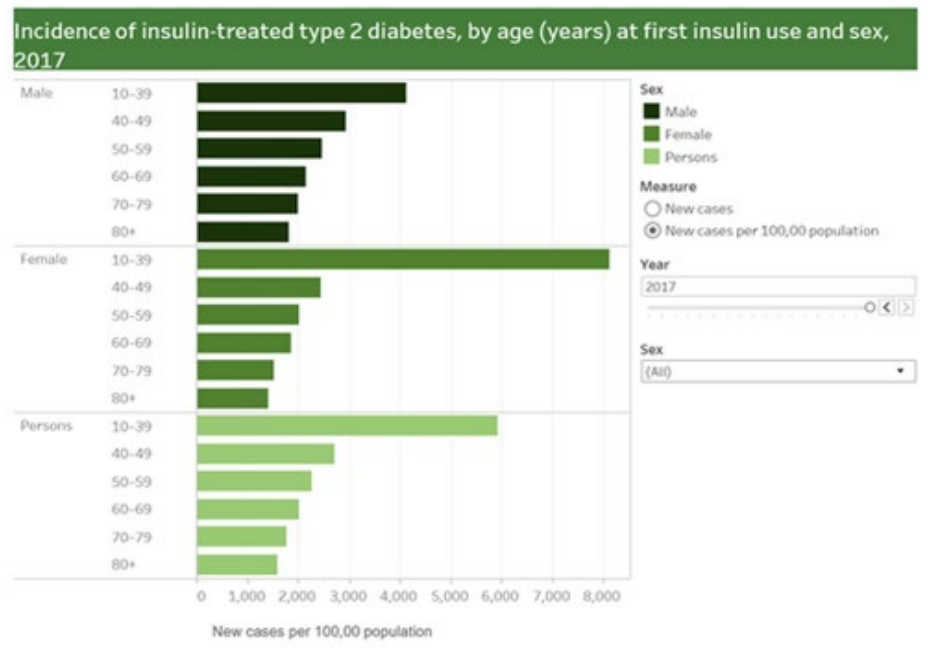 Incidence of insulin-treated type 2 diabetes, by age (years) at first insulin use and sex,
2017
Male
10-39
40-49
50-59
60-69
70-79
80+
Female
10-39
40-49
50-59
60-69
70-79
80+
Persons
10-39
40-49
50-59
60-69
70-79
80+
0 1,000 2,000 3,000 4,000 5,000 6,000 7,000 8,000
New cases per 100,00 population
Sex
Male
Female
Persons
Measure
New cases
New cases per 100,00 population
Year
2017
Sex
(All)